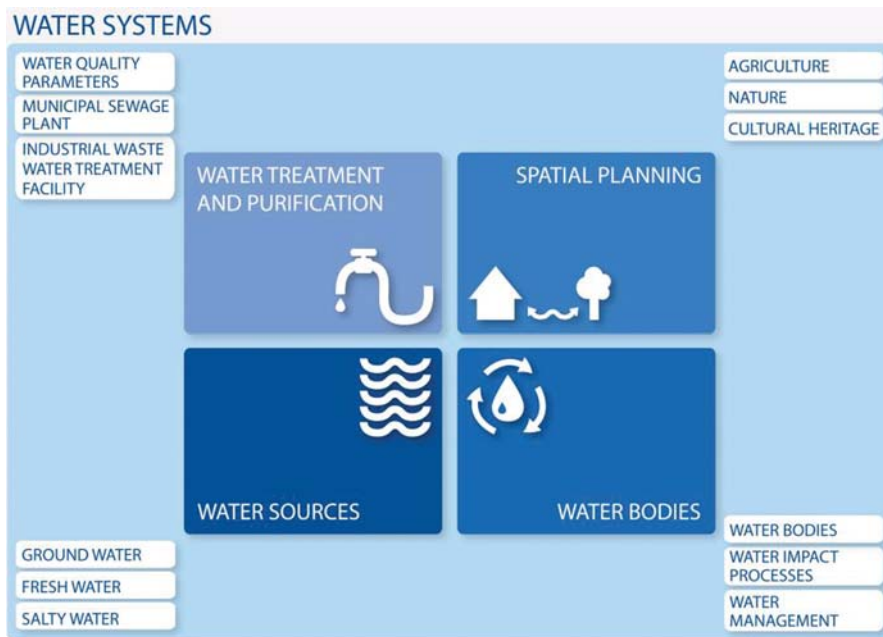 WATER SYSTEMS
WATER QUALITY
PARAMETERS
MUNICIPAL SEWAGE
PLANT
INDUSTRIAL WASTE
WATER TREATMENT
FACILITY
AGRICULTURE
NATURE
CULTURAL HERITAGE
WATER TREATMENT
AND PURIFICATION
SPATIAL PLANNING
WATER SOURCES
WATER BODIES
GROUND WATER
FRESH WATER
SALTY WATER
WATER BODIES
WATER IMPACT
PROCESSES
WATER
MANAGEMENT